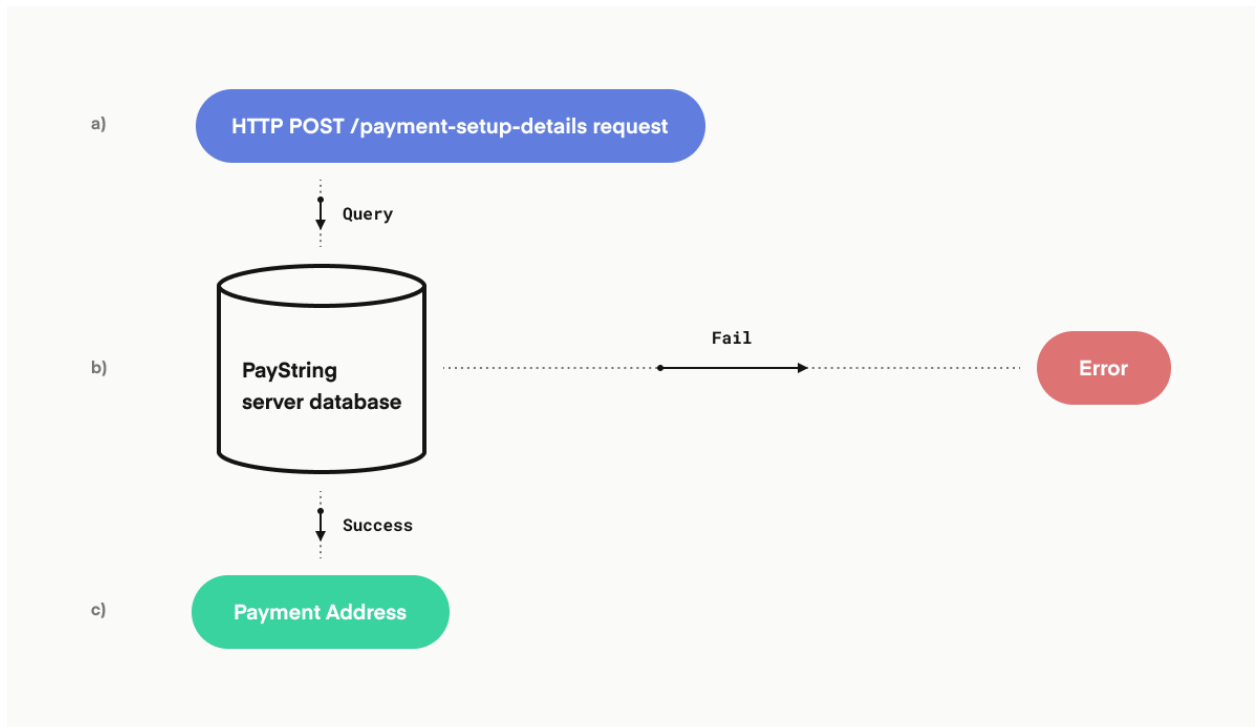 a)
HTTP POST /payment-setup-details request
Query
b)
PayString
server database
Fail
Error
Success
c)
Payment Address